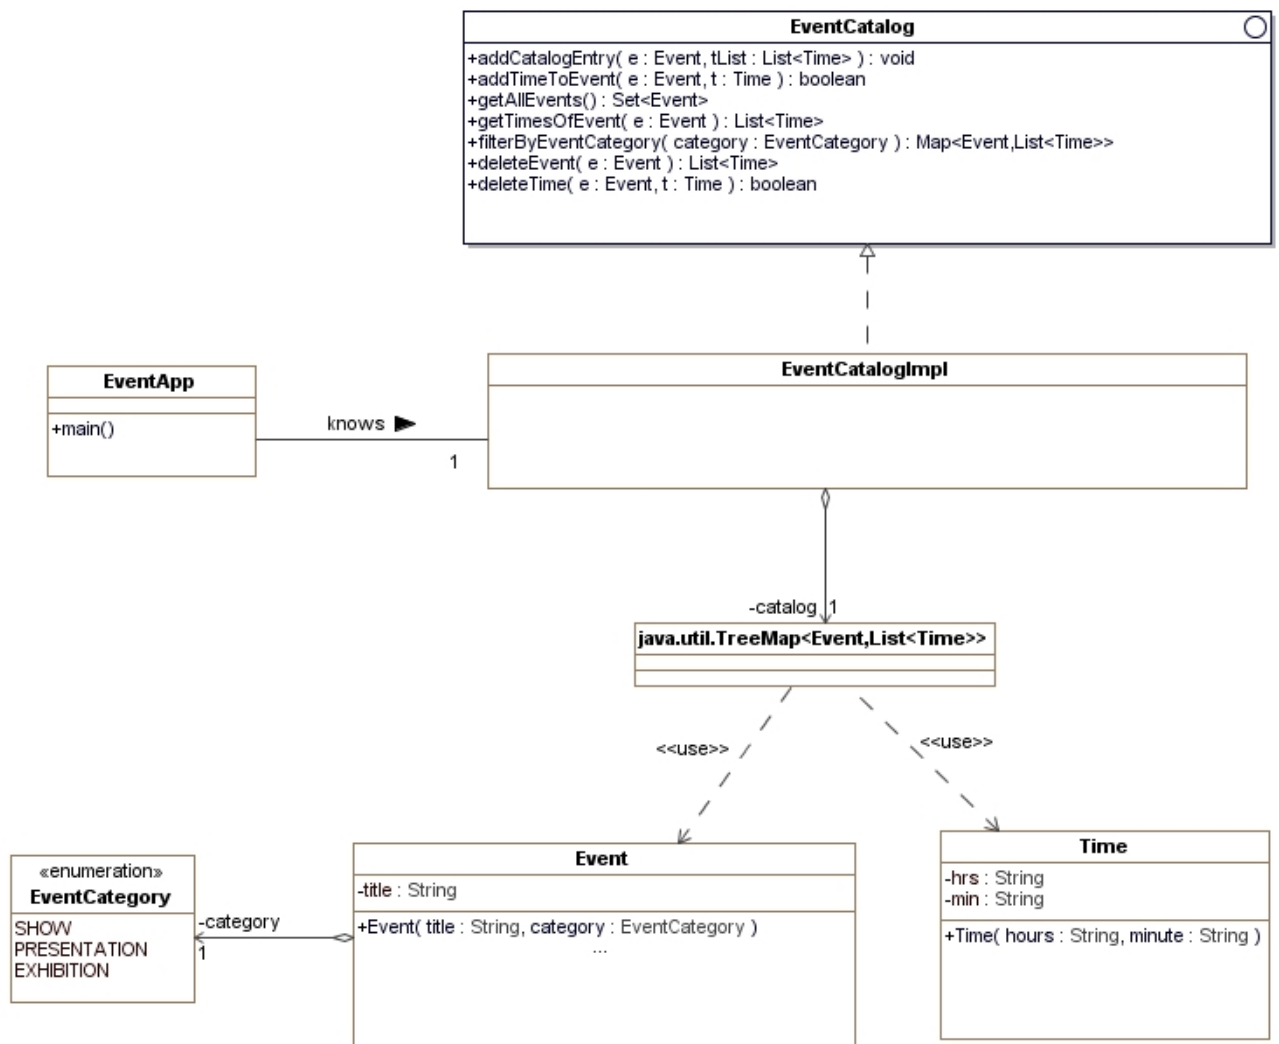 EventCatalog
+addCatalogEntry( e : Event, tList : List<Time> ) : void
+addTimeToEvent( e : Event, t : Time ) : boolean
+getAllEvents() : Set<Event>
+getTimesOfEvent( e : Event ) : List<Time>
+filterByEventCategory( category : EventCategory ) : Map<Event,List<Time>>
+deleteEvent( e : Event ) : List<Time>
+deleteTime( e : Event, t : Time ) : boolean
EventApp
+main()
knows
1
EventCatalogImpl
-catalog 1
java.util.TreeMap<Event,List<Time>>
<<use>>
<<use>>
«enumeration»
EventCategory
SHOW
PRESENTATION
EXHIBITION
-category
1
Event
-title : String
+Event( title : String, category : EventCategory )
...
Time
-hrs : String
-min : String
+Time( hours : String, minute : String )